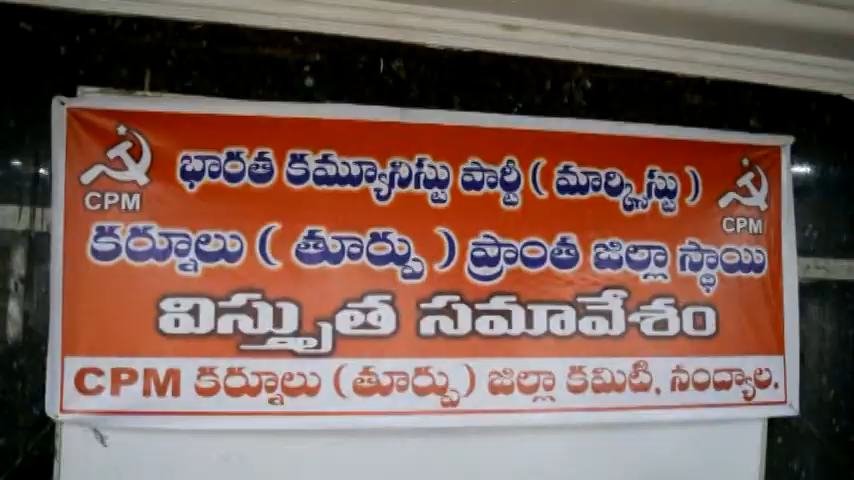 భారత కమ్యూనిస్టు పార్టీ ( మార్క్సిస్టు )
CPM
CPM
కర్నూలు ( తూర్పు ) ప్రాంత జిల్లా స్థాయి
విస్తృత సమావేశం
CPM కర్నూలు (తూర్పు) జిల్లా కమిటీ, నంద్యాల.